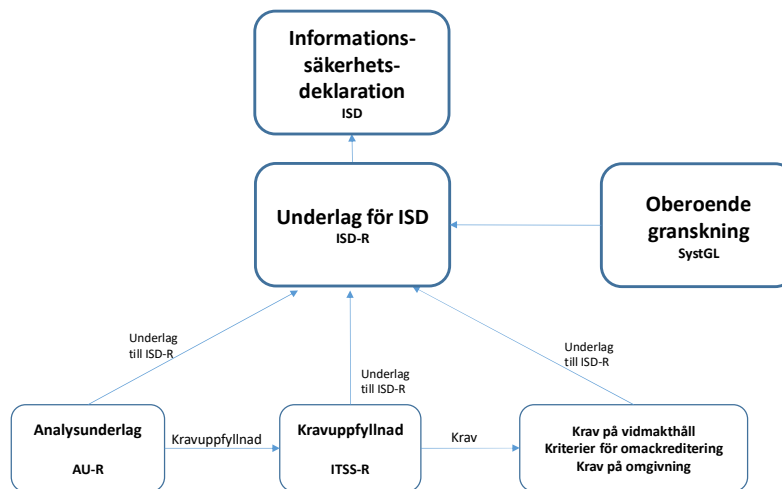 Informations-
säkerhets-
deklaration
ISD
Underlag för ISD
ISD-R
Oberoende
granskning
SystGL
Underlag
till ISD-R
Underlag
till ISD-R
Underlag
till ISD-R
Analysunderlag
AU-R
Kravuppfyllnad
Kravuppfyllnad
ITSS-R
Krav
Krav på vidmakthåll
Kriterier för omackreditering
Krav på omgivning